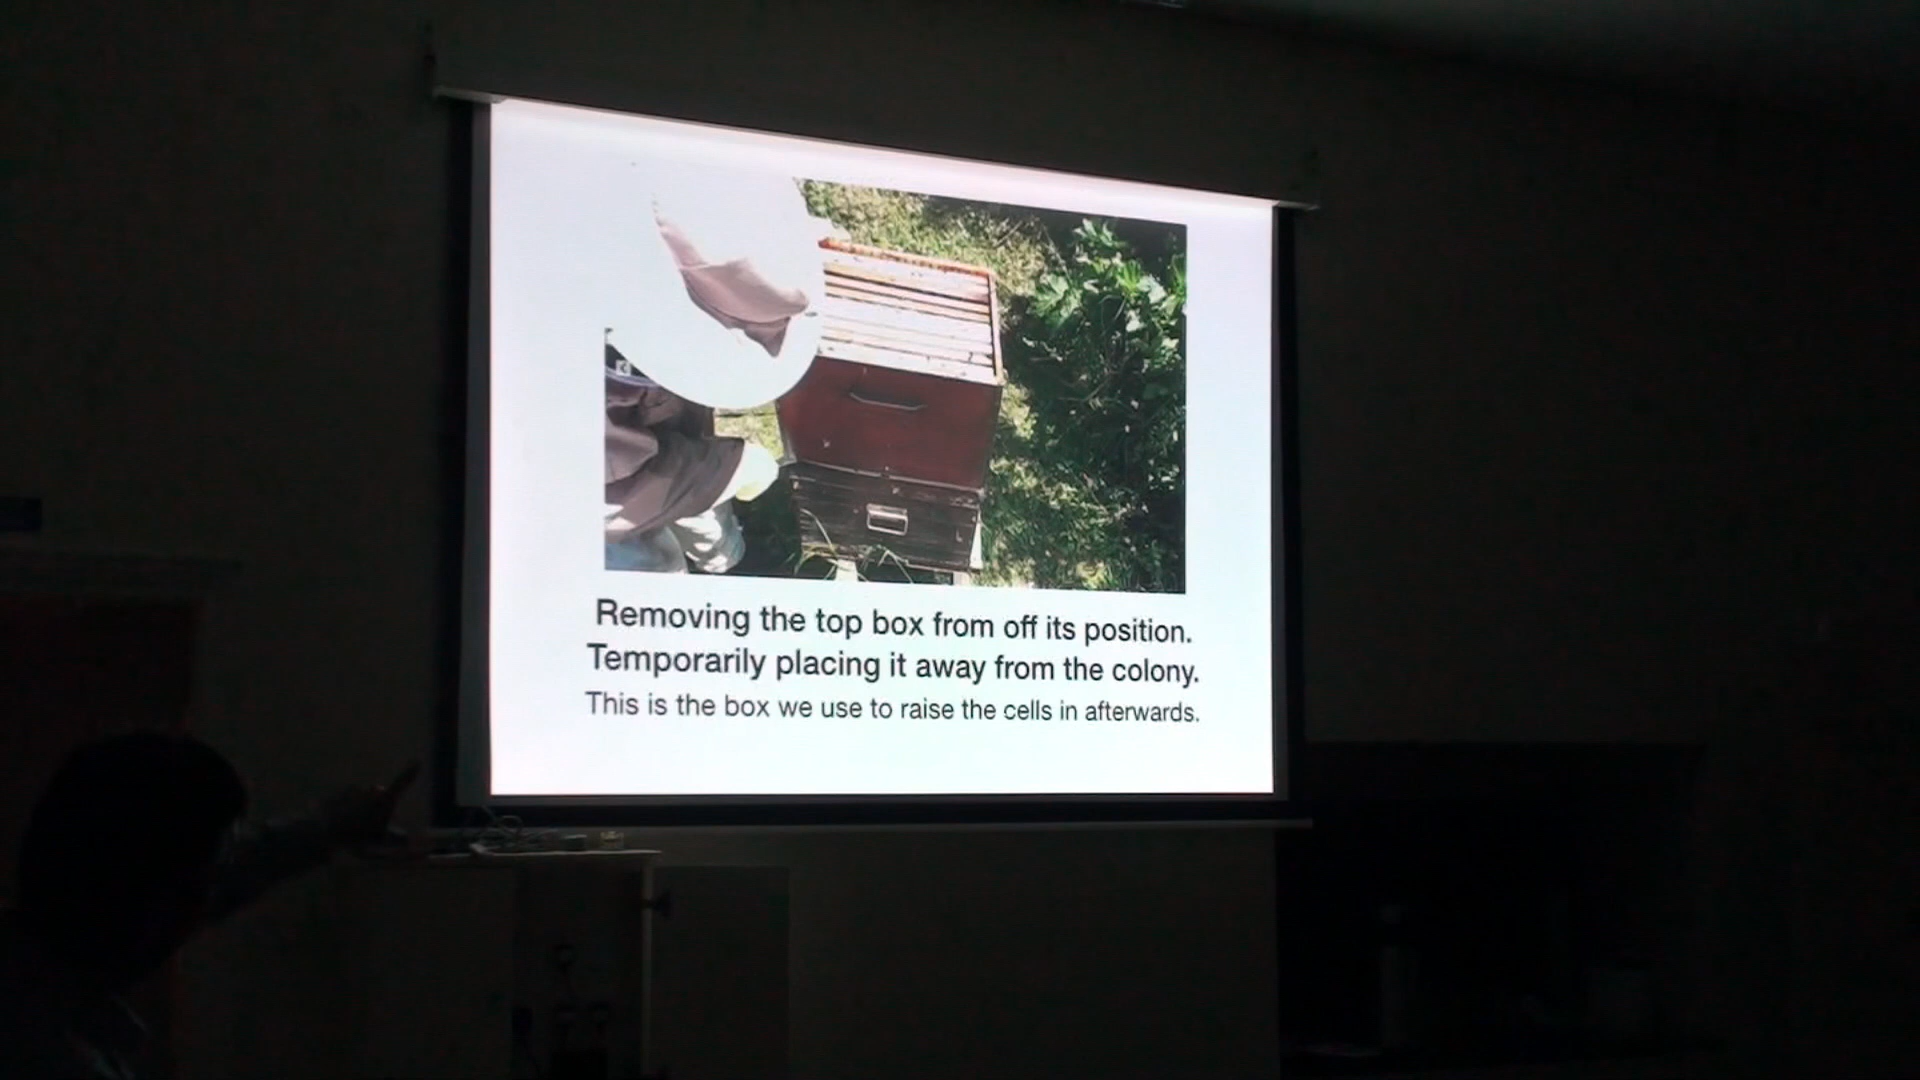 Removing the top box from off its position.
Temporarily placing it away from the colony.
This is the box we use to raise the cells in afterwards.